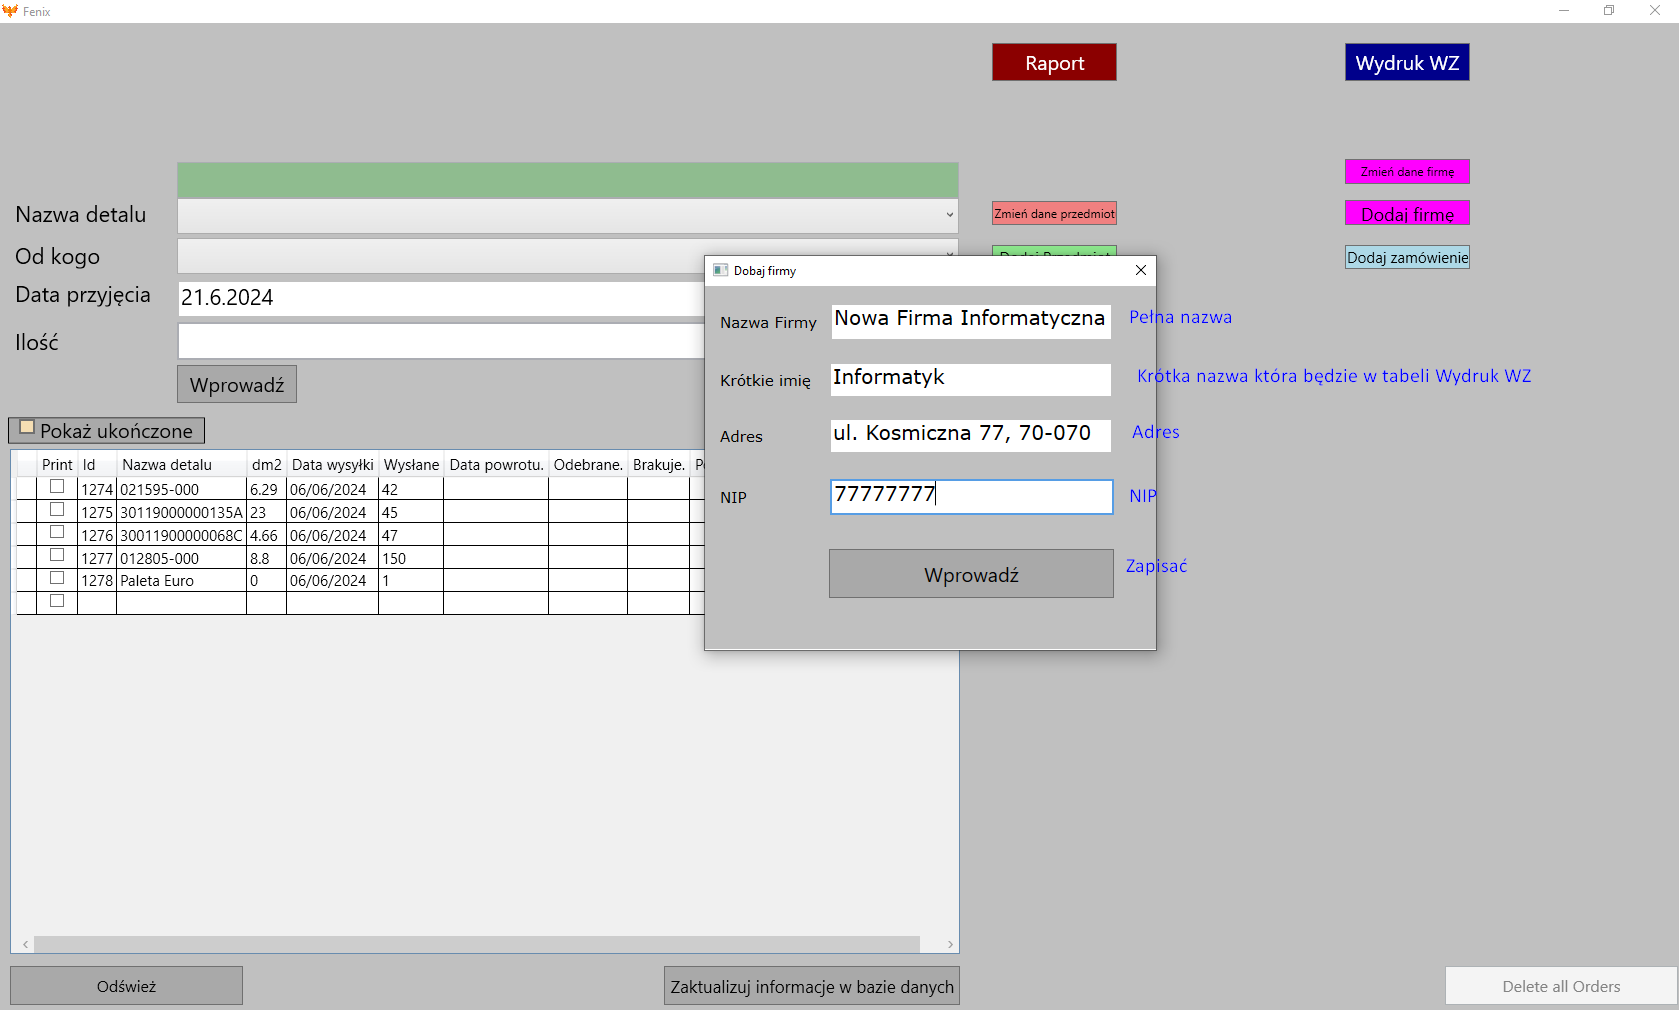 Fenix
Raport
Wydruk WZ
Zmień dane firmę
Nazwa detalu
Zmień dane przedmiot
Dodaj firmę
Od kogo
Dodaj Przedmiot
Dodaj zamówienie
Dobaj firmy
Data przyjęcia
21.6.2024
Nazwa Firmy
Nowa Firma Informatyczna
Pełna nazwa
Ilość
Krótkie imię
Informatyk
Krótka nazwa która będzie w tabeli Wydruk WZ
Wprowadź
Pokaż ukończone
Adres
ul. Kosmiczna 77, 70-070
Adres
NIP
77777777
NIP
Wprowadź
Zapisać
Print Id Nazwa detalu dm2 Data wysyłki Wysłane Data powrotu. Odebrane. Brakuje.
1274 021595-000 6.29 06/06/2024 42
1275 30119000000135A 23 06/06/2024 45
1276 30011900000068C 4.66 06/06/2024 47
1277 012805-000 8.8 06/06/2024 150
1278 Paleta Euro 0 06/06/2024 1
Odśwież
Zaktualizuj informacje w bazie danych
Delete all Orders